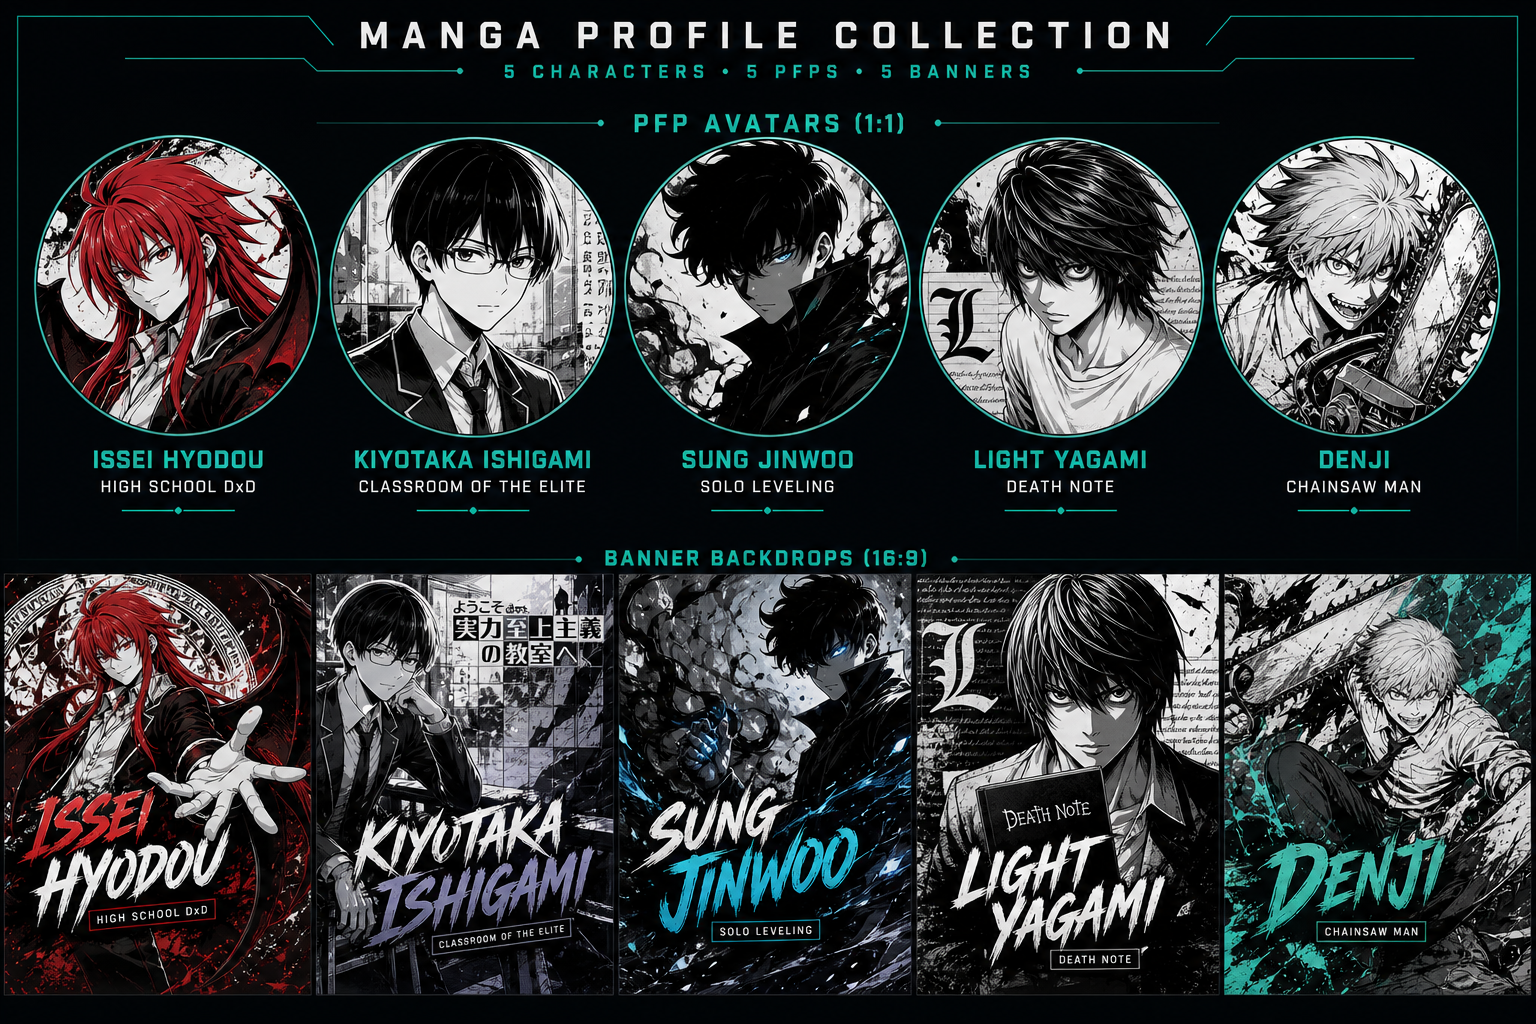 MANGA PROFILE COLLECTION
5 CHARACTERS • 5 PFPS • 5 BANNERS
PFP AVATARS (1:1)
L
ISSEI HYODOU
HIGH SCHOOL DxD
KIYOTAKA ISHIGAMI
CLASSROOM OF THE ELITE
SUNG JINWOO
SOLO LEVELING
LIGHT YAGAMI
DEATH NOTE
DENJI
CHAINSAW MAN
BANNER BACKDROPS (16:9)
ISSEI
HYODOU
HIGH SCHOOL DxD
ようこそ
実力至上主義
の教室へ
KIYOTAKA
ISHIGAMI
CLASSROOM OF THE ELITE
SUNG
JINWOO
SOLO LEVELING
L
DEATH NOTE
LIGHT
YAGAMI
DEATH NOTE
DENJI
CHAINSAW MAN